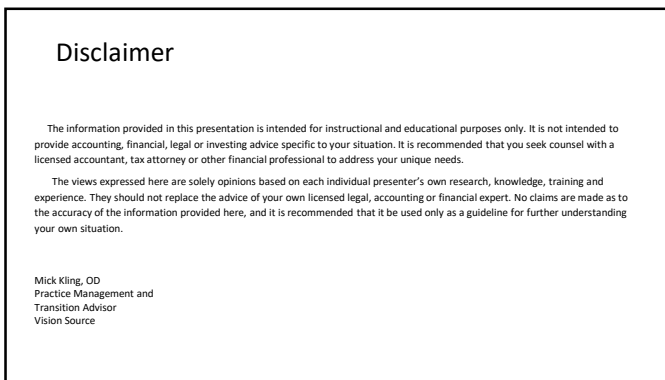 Disclaimer
The information provided in this presentation is intended for instructional and educational purposes only. It is not intended to
provide accounting, financial, legal or investing advice specific to your situation. It is recommended that you seek counsel with a
licensed accountant, tax attorney or other financial professional to address your unique needs.
The views expressed here are solely opinions based on each individual presenter's own research, knowledge, training and
experience. They should not replace the advice of your own licensed legal, accounting or financial expert. No claims are made as to
the accuracy of the information provided here, and it is recommended that it be used only as a guideline for further understanding
your own situation.
Mick Kling, OD
Practice Management and
Transition Advisor
Vision Source